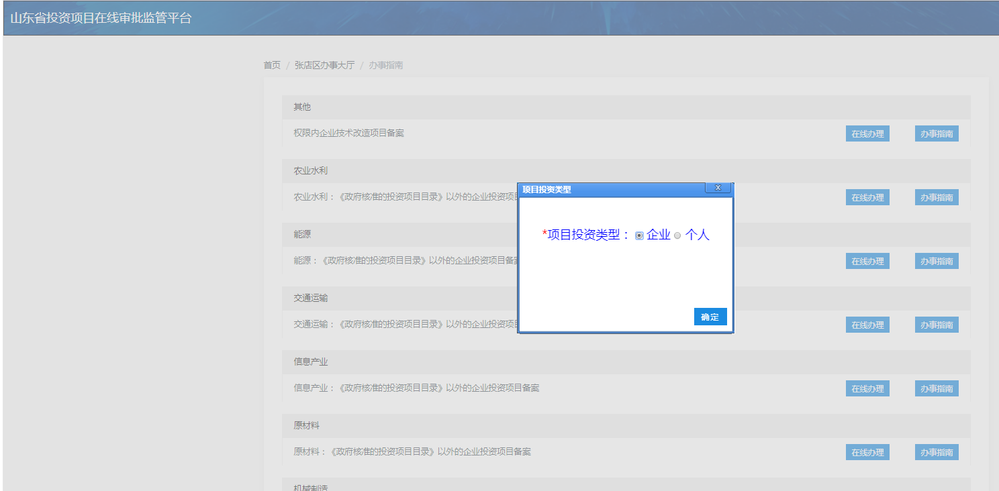 山东省投资项目在线审批监管平台
首页 / 张店区办事大厅 / 办事指南
其他
权限内企业技术改造项目备案 在线办理 办事指南
农业水利
农业水利：《政府核准的投资项目目录》以外的企业投资项目 在线办理 办事指南
能源
能源：《政府核准的投资项目目录》以外的企业投资项目备案 在线办理 办事指南
交通运输
交通运输：《政府核准的投资项目目录》以外的企业投资项目 在线办理 办事指南
信息产业
信息产业：《政府核准的投资项目目录》以外的企业投资项目备案 在线办理 办事指南
原材料
原材料：《政府核准的投资项目目录》以外的企业投资项目备案 在线办理 办事指南
机械制造
项目投资类型 x
*项目投资类型： 企业 个人
确定